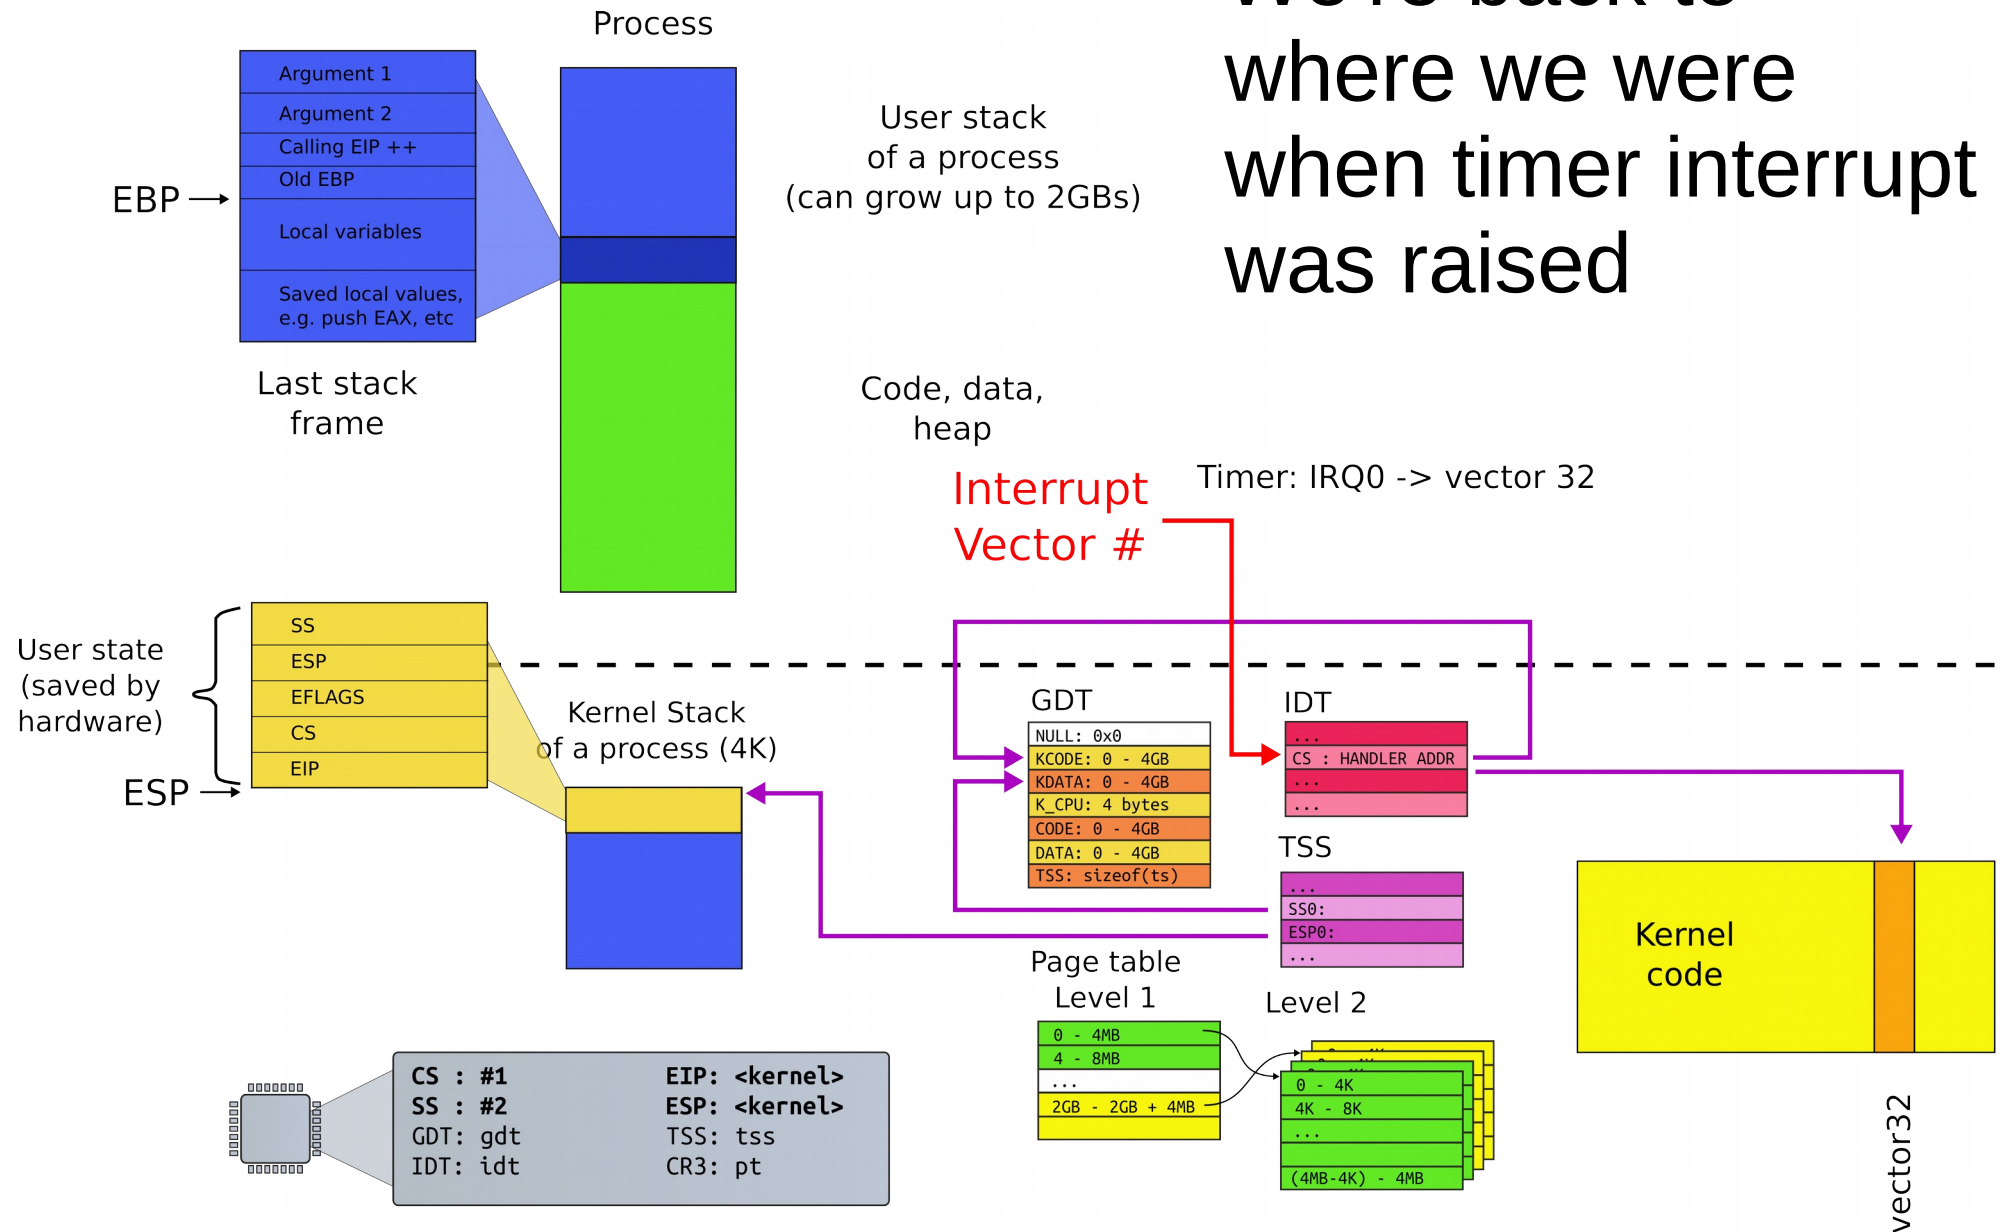 We're back to
where we were
when timer interrupt
was raised
Process
Argument 1
Argument 2
Calling EIP ++
Old EBP
Local variables
Saved local values,
e.g. push EAX, etc
EBP
Last stack
frame
User stack
of a process
(can grow up to 2GBs)
Code, data,
heap
Interrupt
Vector #
Timer: IRQ0 -> vector 32
User state
(saved by
hardware)
SS
ESP
EFLAGS
CS
EIP
ESP
Kernel Stack
of a process (4K)
GDT
NULL: 0x0
KCODE: 0 - 4GB
KDATA: 0 - 4GB
K_CPU: 4 bytes
CODE: 0 - 4GB
DATA: 0 - 4GB
TSS: sizeof(ts)
IDT
...
CS : HANDLER ADDR
...
...
TSS
...
SS0:
ESP0:
...
Kernel
code
vector32
Page table
Level 1
0 - 4MB
4 - 8MB
...
2GB - 2GB + 4MB
Level 2
0 - 4K
4K - 8K
...
(4MB-4K) - 4MB
CS : #1 EIP: <kernel>
SS : #2 ESP: <kernel>
GDT: gdt TSS: tss
IDT: idt CR3: pt